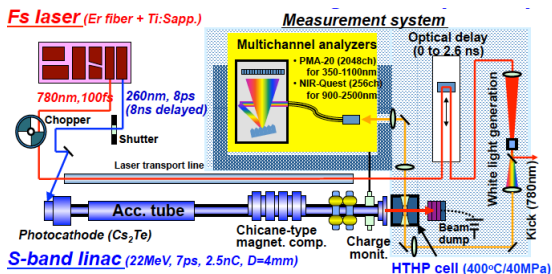 Fs laser (Er fiber + Ti:Sapp.)
Measurement system
Optical delay
(0 to 2.6 ns)
Multichannel analyzers
• PMA-20 (2048ch)
for 350-1100nm
• NIR-Quest (256ch)
for 900-2500nm
780nm,100fs
260nm, 8ps
(8ns delayed)
Chopper
Shutter
White light generation
Kick (780nm)
Laser transport line
Acc. tube
Photocathode (Cs2Te)
Chicane-type
magnet. comp.
Charge
monit.
Beam
dump
S-band linac (22MeV, 7ps, 2.5nC, D=4mm)
HTHP cell (400°C/40MPa)